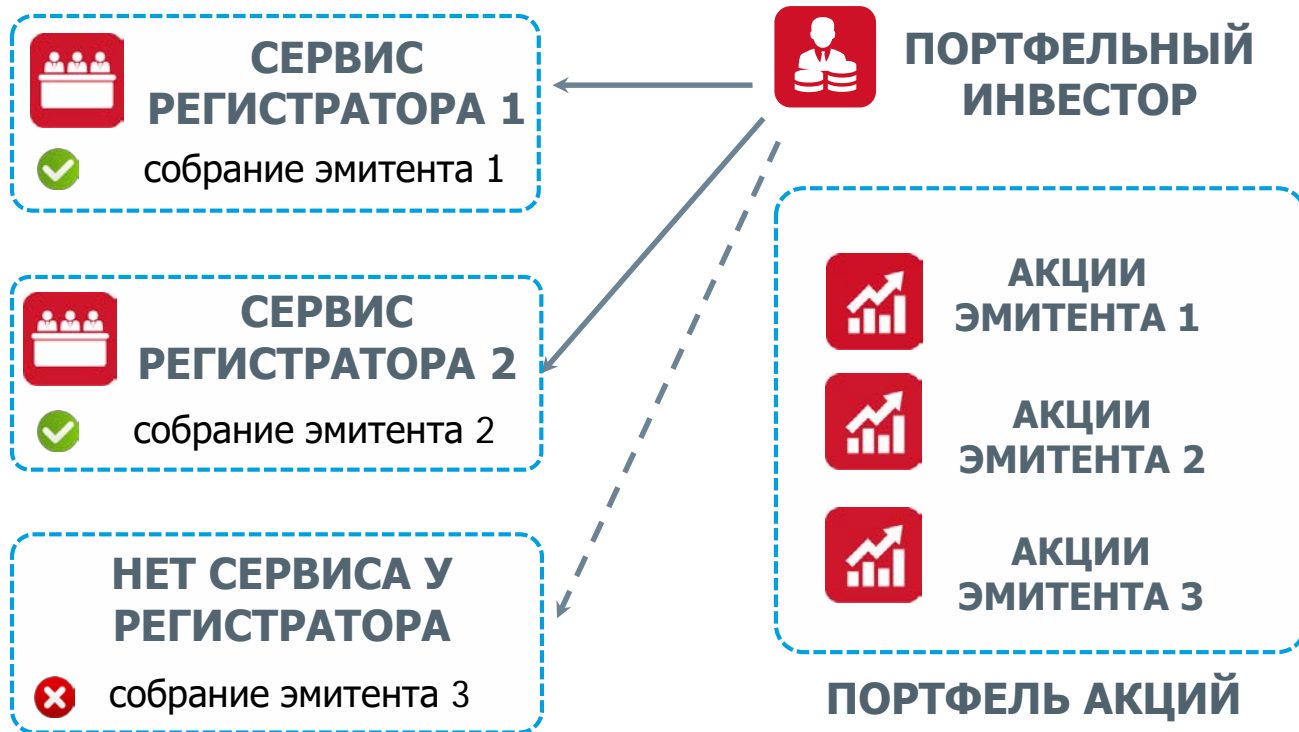 СЕРВИС
РЕГИСТРАТОРА 1
собрание эмитента 1
СЕРВИС
РЕГИСТРАТОРА 2
собрание эмитента 2
НЕТ СЕРВИСА У
РЕГИСТРАТОРА
собрание эмитента 3
ПОРТФЕЛЬНЫЙ
ИНВЕСТОР
АКЦИИ
ЭМИТЕНТА 1
АКЦИИ
ЭМИТЕНТА 2
АКЦИИ
ЭМИТЕНТА 3
ПОРТФЕЛЬ АКЦИЙ